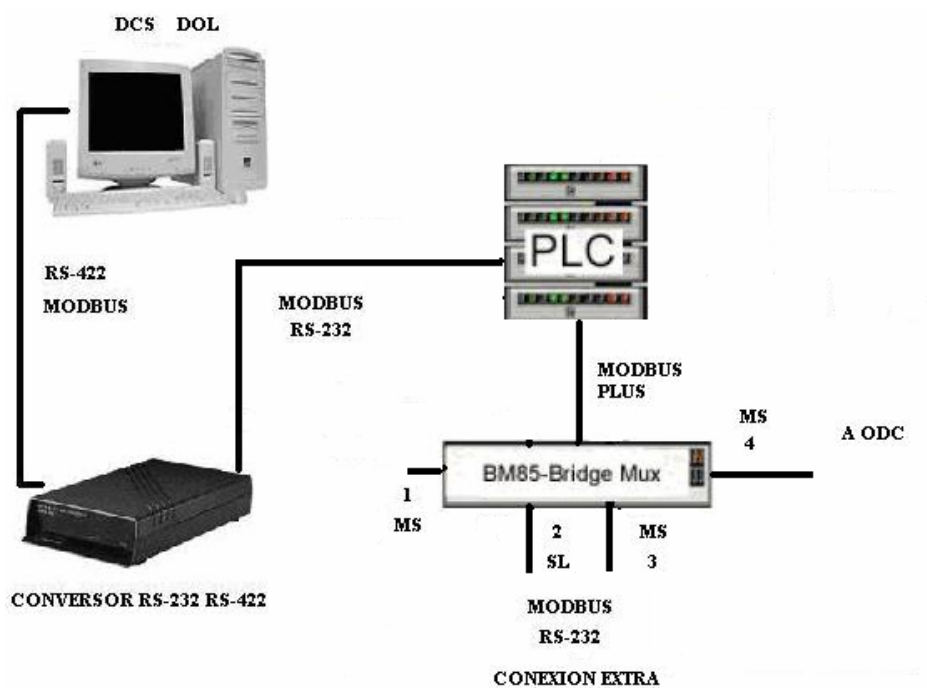 DCS DOL
RS-422
MODBUS
MODBUS
RS-232
PLC
MODBUS
PLUS
MS
4
A ODC
BM85-Bridge Mux
1
MS
2
SL
MS
3
MODBUS
RS-232
CONEXION EXTRA
CONVERSOR RS-232 RS-422